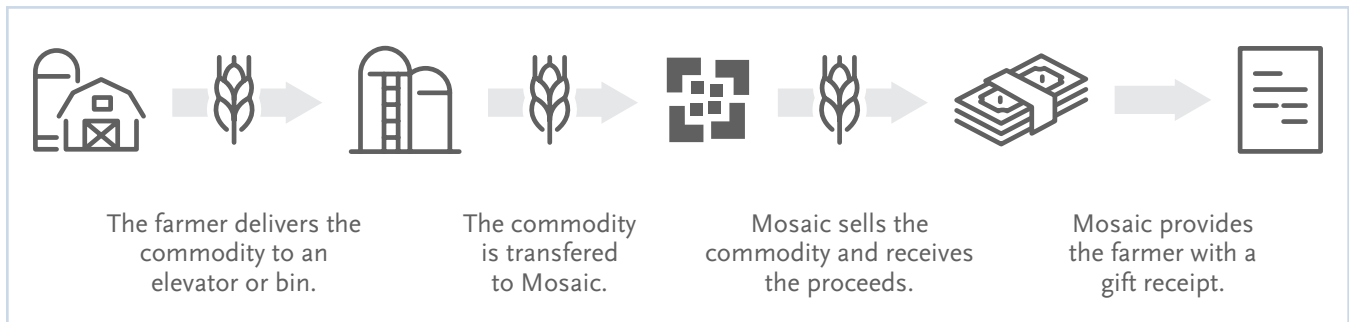 The farmer delivers the
commodity to an
elevator or bin.
The commodity
is transfered
to Mosaic.
Mosaic sells the
commodity and receives
the proceeds.
Mosaic provides
the farmer with a
gift receipt.